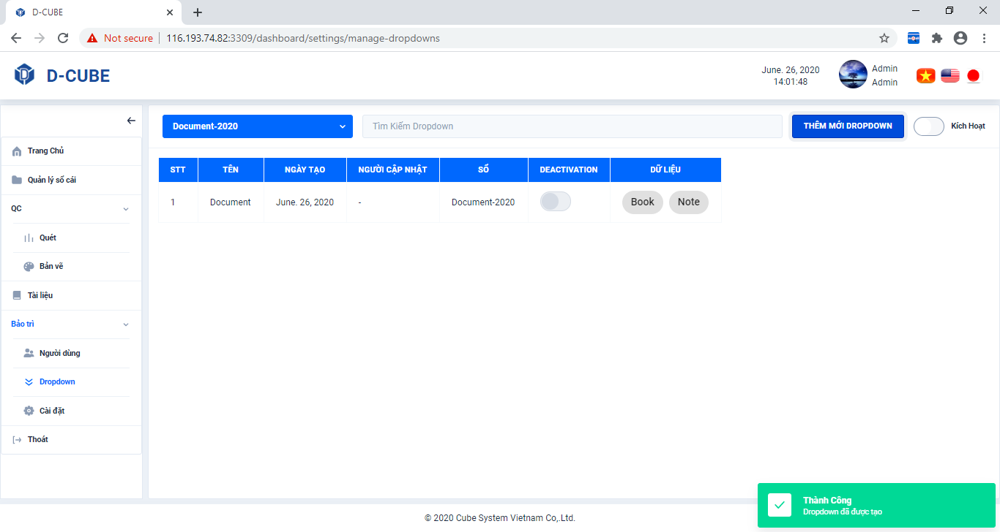 D-CUBE
Not secure
116.193.74.82:3309/dashboard/settings/manage-dropdowns
D-CUBE
June. 26, 2020
14:01:48
Admin
Admin
Document-2020
Tìm Kiếm Dropdown
THÊM MỚI DROPDOWN
Kích Hoạt
Trang Chủ
Quản lý sổ cái
QC
Quét
Bản vẽ
Tài liệu
Bảo trì
Người dùng
Dropdown
Cài đặt
Thoát
STT TÊN NGÀY TẠO NGƯỜI CẬP NHẬT SỔ DEACTIVATION DỮ LIỆU
1 Document June. 26, 2020 - Document-2020 Book Note
Thành Công
Dropdown đã được tạo
© 2020 Cube System Vietnam Co,.Ltd.